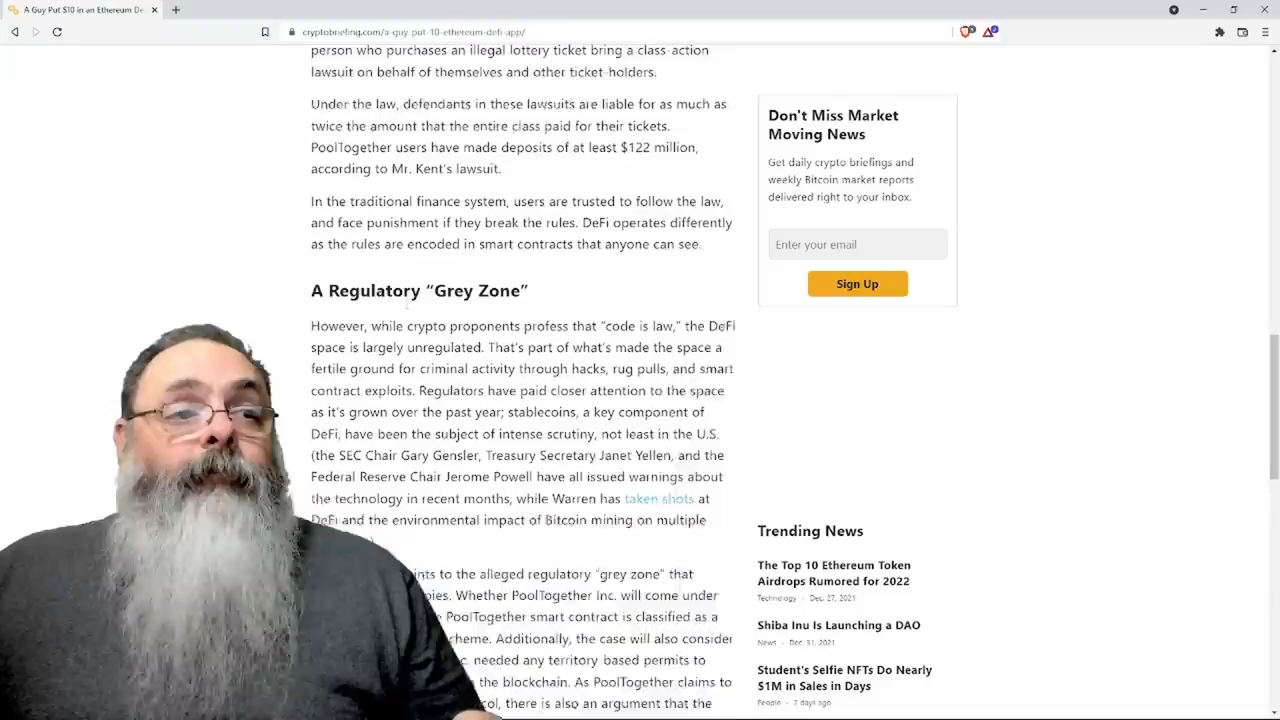 A Guy Put $10 in an Ethereum De
cryptobriefing.com/a-guy-put-10-ethereum-defi-app/
person who purchases an illegal lottery ticket bring a class-action
lawsuit on behalf of themselves and other ticket-holders.
Under the law, defendants in these lawsuits are liable for as much as
twice the amount that the entire class paid for their tickets.
PoolTogether users have made deposits of at least $122 million,
according to Mr. Kent's lawsuit.
In the traditional finance system, users are trusted to follow the law,
and face punishment if they break the rules. DeFi operates differently
as the rules are encoded in smart contracts that anyone can see.
A Regulatory “Grey Zone”
However, while crypto proponents profess that “code is law,” the DeFi
space is largely unregulated. That's part of what's made the space a
fertile ground for criminal activity through hacks, rug pulls, and smart
contract exploits. Regulators have paid closer attention to the space
as it's grown over the past year; stablecoins, a key component of
DeFi, have been the subject of intense scrutiny, not least in the U.S.
(the SEC Chair Gary Gensler, Treasury Secretary Janet Yellen, and the
Federal Reserve Chair Jerome Powell have all issued warnings about
the technology in recent months, while Warren has taken shots at
DeFi and the environmental impact of Bitcoin mining on multiple
nts to the alleged regulatory “grey zone” that
pies. Whether PoolTogether Inc. will come under
PoolTogether smart contract is classified as a
heme. Additionally, the case will also consider
c. needed any territory based permits to
the blockchain. As PoolTogether claims to
col, there is also an argument that the
Don't Miss Market
Moving News
Get daily crypto briefings and
weekly Bitcoin market reports
delivered right to your inbox.
Enter your email
Sign Up
Trending News
The Top 10 Ethereum Token
Airdrops Rumored for 2022
Technology - Dec. 27, 2021
Shiba Inu Is Launching a DAO
News - Dec. 31, 2021
Student's Selfie NFTs Do Nearly
$1M in Sales in Days
People - 2 days ago